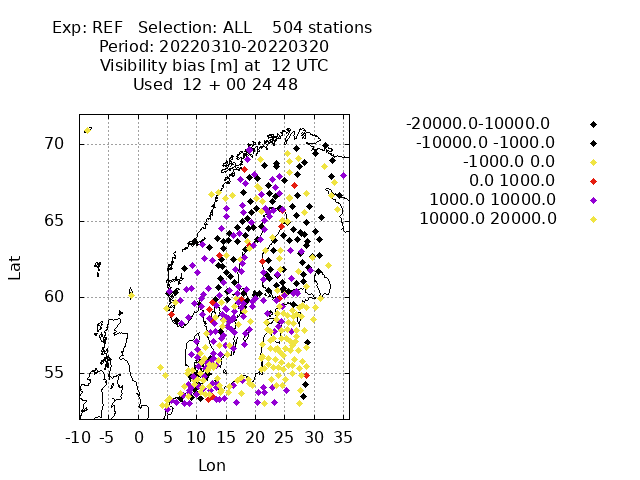 Exp: REF Selection: ALL 504 stations
Period: 20220310-20220320
Visibility bias [m] at 12 UTC
Used 12 + 00 24 48
-20000.0-10000.0
-10000.0 -1000.0
-1000.0 0.0
0.0 1000.0
1000.0 10000.0
10000.0 20000.0
70
65
60
55
Lat
-10 -5 0 5 10 15 20 25 30 35
Lon